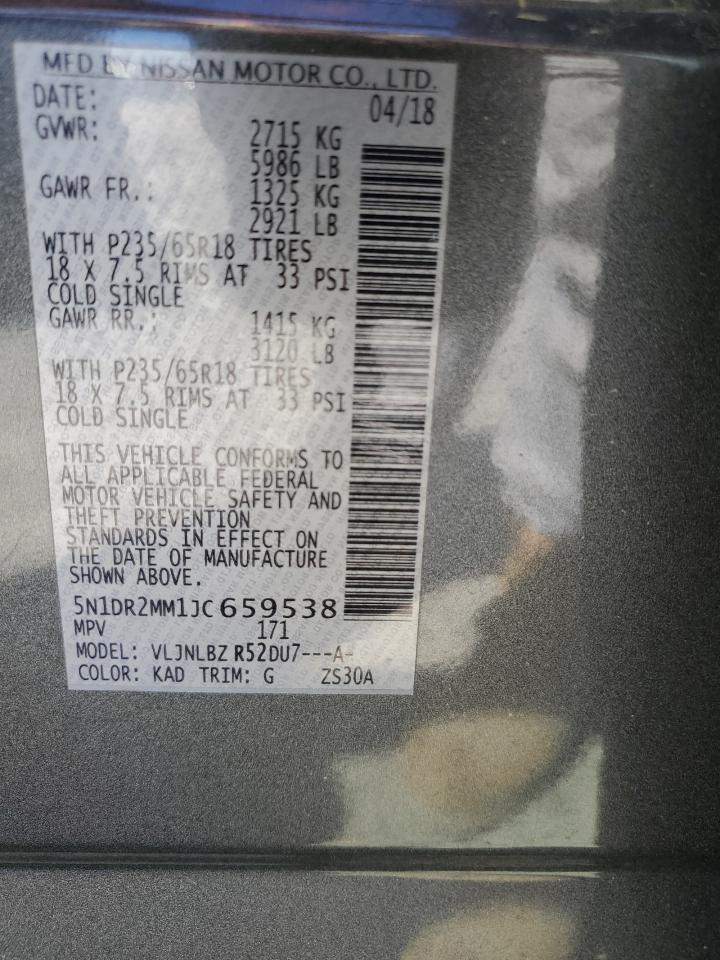 MFD BY NISSAN MOTOR CO., LTD.
DATE: 04/18
GVWR: 2715 KG
5986 LB
GAWR FR.: 1325 KG
2921 LB
WITH P235/65R18 TIRES
18 X 7.5 RIMS AT 33 PSI
COLD SINGLE
GAWR RR.: 1415 KG
3120 LB
WITH P235/65R18 TIRES
18 X 7.5 RIMS AT 33 PSI
COLD SINGLE
THIS VEHICLE CONFORMS TO
ALL APPLICABLE FEDERAL
MOTOR VEHICLE SAFETY AND
THEFT PREVENTION
STANDARDS IN EFFECT ON
THE DATE OF MANUFACTURE
SHOWN ABOVE.
5N1DR2MM1JC659538
MPV 171
MODEL: VLJNLBZ R52DU7---A-
COLOR: KAD TRIM: G ZS30A